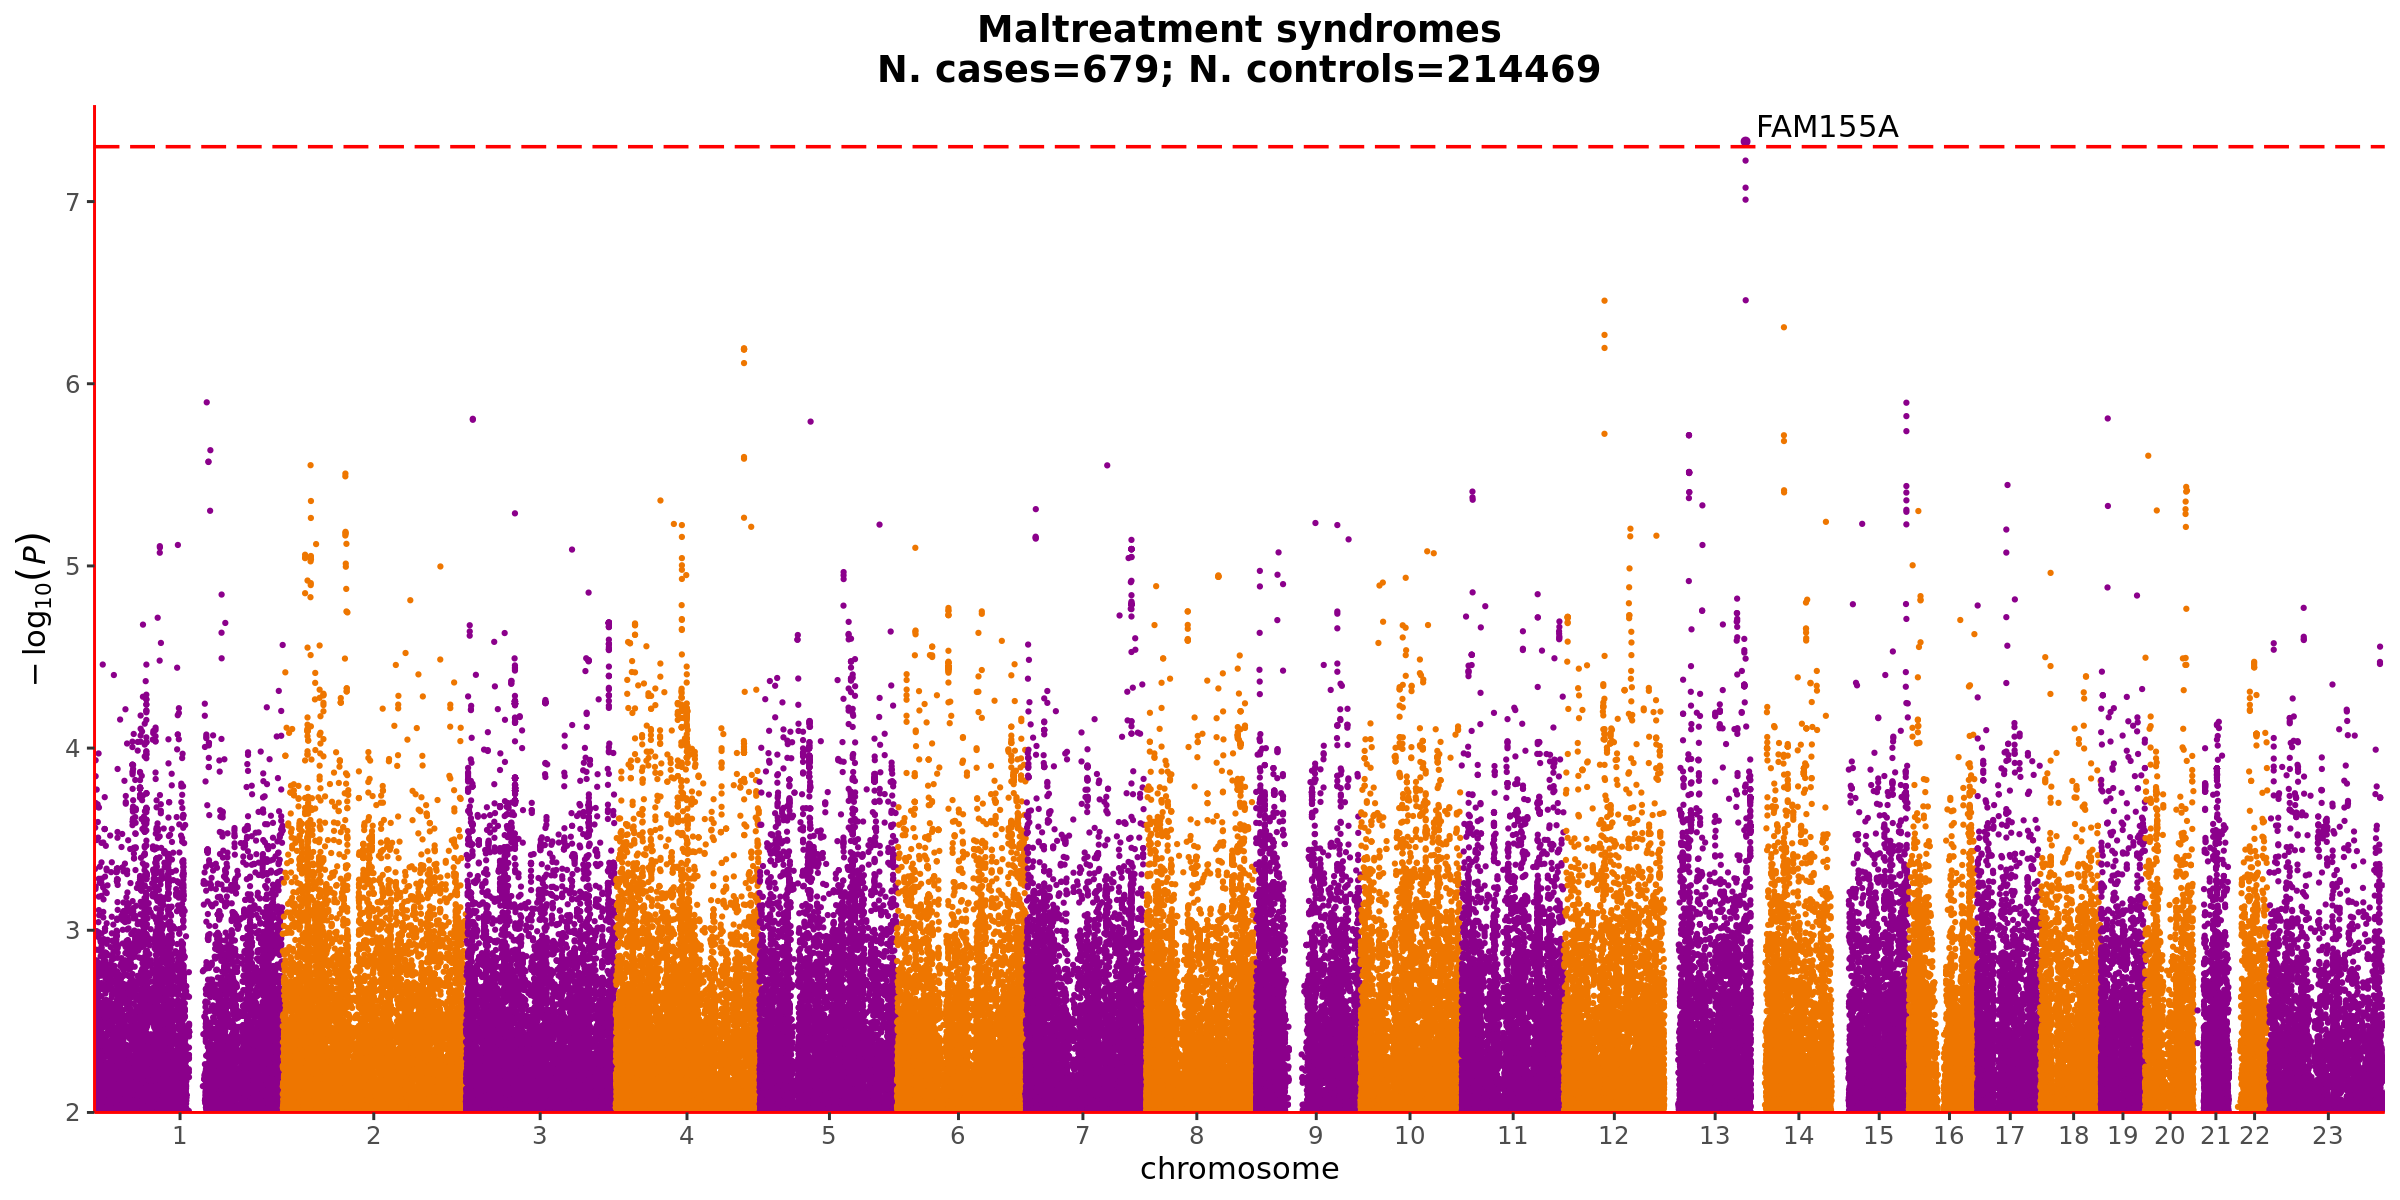 Maltreatment syndromes
N. cases=679; N. controls=214469
FAM155A
7
6
5
4
3
2
−log10(P)
1 2 3 4 5 6 7 8 9 10 11 12 13 14 15 16 17 18 19 20 21 22 23
chromosome